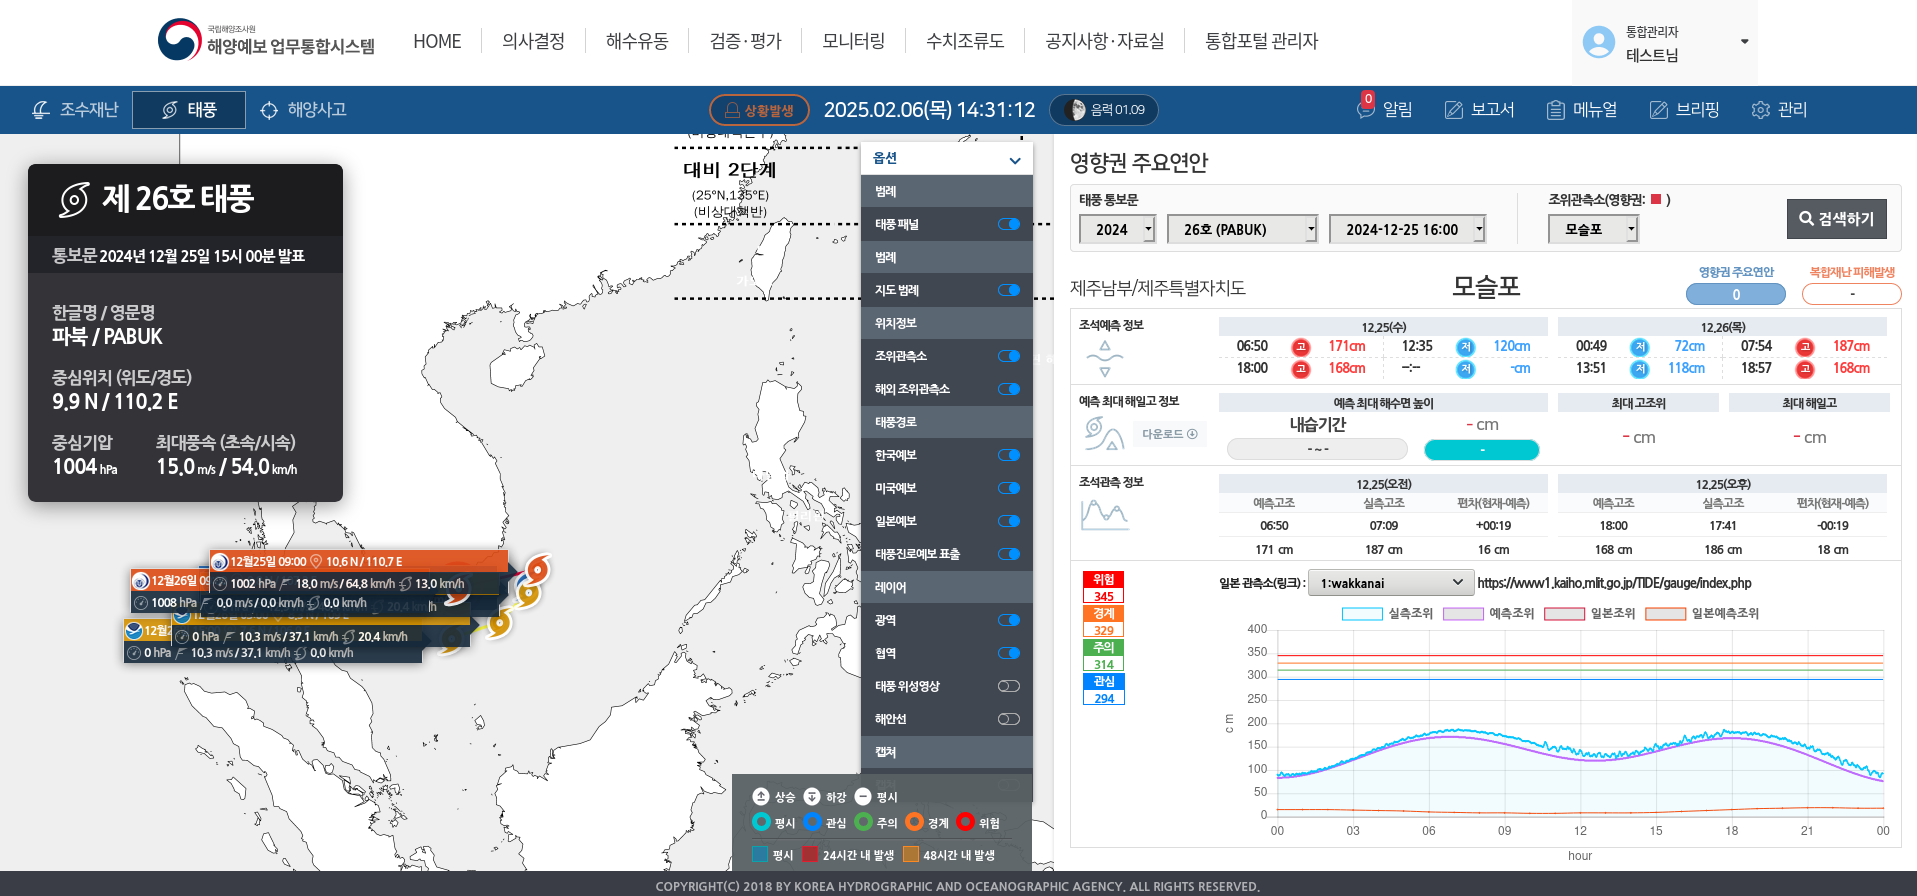 국립해양조사원
해양예보 업무통합시스템
HOME 의사결정 해수유동 검증·평가 모니터링 수치조류도 공지사항·자료실 통합포털 관리자
통합관리자
테스트님
조수재난 태풍 해양사고
상황발생 2025.02.06(목) 14:31:12 음력 01.09
0 알림 보고서 메뉴얼 브리핑 관리
제 26호 태풍
통보문 2024년 12월 25일 15시 00분 발표
한글명 / 영문명
파북 / PABUK
중심위치 (위도/경도)
9.9 N / 110.2 E
중심기압 최대풍속 (초속/시속)
1004 hPa 15.0 m/s / 54.0 km/h
대비 2단계
(25°N,135°E)
(비상대책반)
12월25일 09:00 10.6 N / 110.7 E
1002 hPa 18.0 m/s / 64.8 km/h 13.0 km/h
12월26일
1008 hPa 0.0 m/s / 0.0 km/h 0.0 km/h
0 hPa 10.3 m/s / 37.1 km/h 20.4 km/h
0 hPa 10.3 m/s / 37.1 km/h 0.0 km/h
옵션
범례
태풍 패널
범례
지도 범례
위치정보
조위관측소
해외 조위관측소
태풍경로
한국예보
미국예보
일본예보
태풍진로예보 표출
레이어
광역
협역
태풍 위성영상
해안선
캡쳐
상승 하강 평시
평시 관심 주의 경계 위험
평시 24시간 내 발생 48시간 내 발생
영향권 주요연안
태풍 통보문 조위관측소(영향권: )
2024 26호 (PABUK) 2024-12-25 16:00 모슬포 검색하기
제주남부/제주특별자치도 모슬포
영향권 주요연안 복합재난 피해발생
0 -
조석예측 정보 12.25(수) 12.26(목)
06:50 고 171cm 12:35 저 120cm 00:49 저 72cm 07:54 고 187cm
18:00 고 168cm --:-- 저 -cm 13:51 저 118cm 18:57 고 168cm
예측 최대 해일고 정보 예측 최대 해수면 높이 최대 고조위 최대 해일고
다운로드 내습기간 - cm - cm - cm
- ~ - -
조석관측 정보 12.25(오전) 12.25(오후)
예측고조 실측고조 편차(현재-예측) 예측고조 실측고조 편차(현재-예측)
06:50 07:09 +00:19 18:00 17:41 -00:19
171 cm 187 cm 16 cm 168 cm 186 cm 18 cm
위험
345
경계
329
주의
314
관심
294
일본 관측소(링크) : 1:wakkanai https://www1.kaiho.mlit.go.jp/TIDE/gauge/index.php
실측조위 예측조위 일본조위 일본예측조위
400
350
300
250
200
150
100
50
0
cm
00 03 06 09 12 15 18 21 00
hour
COPYRIGHT(C) 2018 BY KOREA HYDROGRAPHIC AND OCEANOGRAPHIC AGENCY. ALL RIGHTS RESERVED.